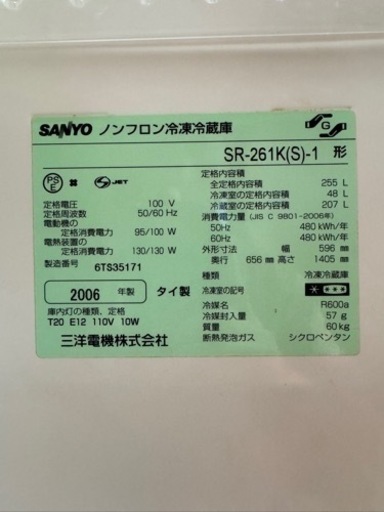 SANYO ノンフロン冷凍冷蔵庫
G
SR-261K(S)-1 形
PS E JET
定格電圧 100 V
定格周波数 50/60 Hz
電動機の
定格消費電力 95/100 W
電熱装置の
定格消費電力 130/130 W
製造番号 6TS35171
2006 年製 タイ製
庫内灯の種類、定格
T20 E12 110V 10W
三洋電機株式会社
定格内容積
全定格内容積 255 L
冷凍室の定格内容積 48 L
冷蔵室の定格内容積 207 L
消費電力量 (JIS C 9801-2006年)
50Hz 480 kWh/年
60Hz 480 kWh/年
外形寸法 幅 596 mm
奥行 656 mm 高さ 1405 mm
種類 冷凍冷蔵庫
冷凍室の記号
冷媒名 R600a
冷媒封入量 57 g
質量 60 kg
断熱発泡ガス シクロペンタン